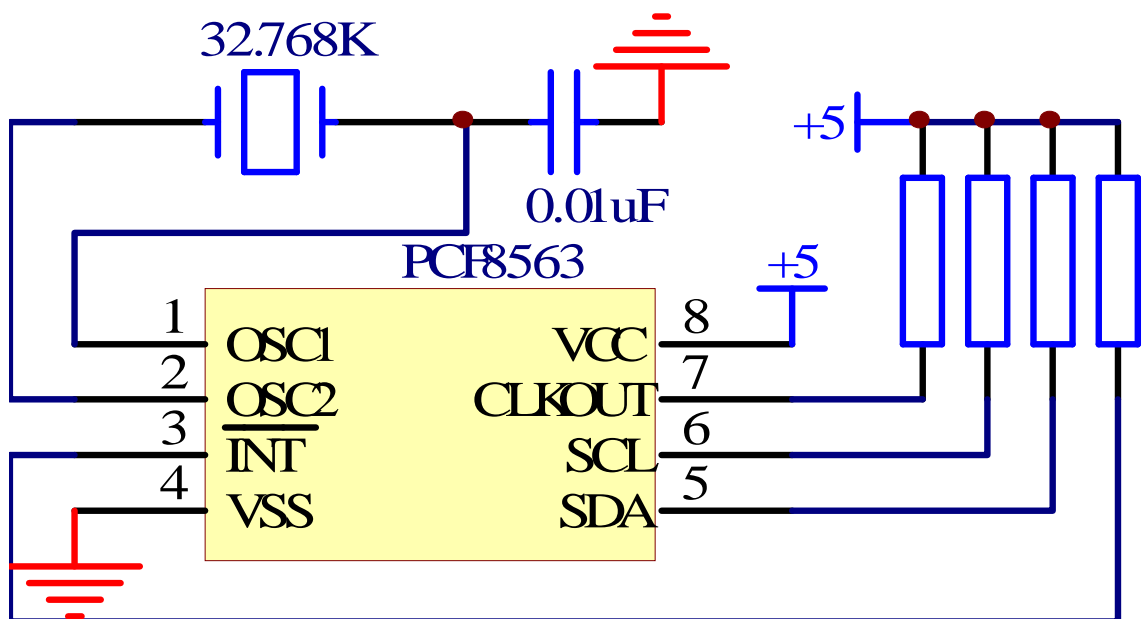 32.768K
+5
0.01uF
PCF8563
+5
1 OSC1 VCC 8
2 OSC2 CLKOUT 7
3 INT SCL 6
4 VSS SDA 5